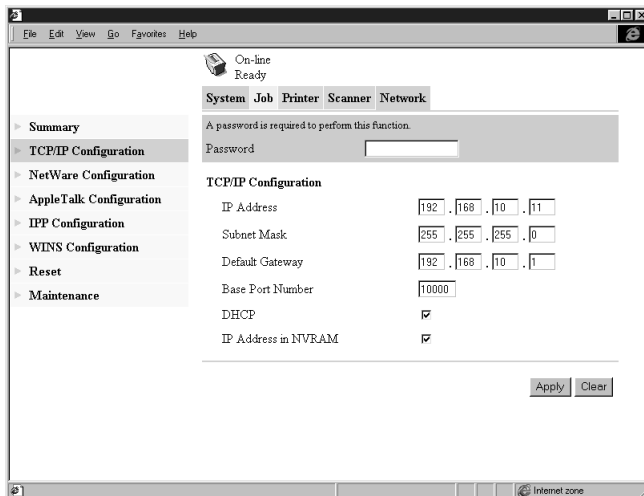 File Edit View Go Favorites Help
On-line
Ready
System Job Printer Scanner Network
Summary
TCP/IP Configuration
NetWare Configuration
AppleTalk Configuration
IPP Configuration
WINS Configuration
Reset
Maintenance
A password is required to perform this function.
Password
TCP/IP Configuration
IP Address 192 . 168 . 10 . 11
Subnet Mask 255 . 255 . 255 . 0
Default Gateway 192 . 168 . 10 . 1
Base Port Number 10000
DHCP
IP Address in NVRAM
Apply Clear
Internet zone